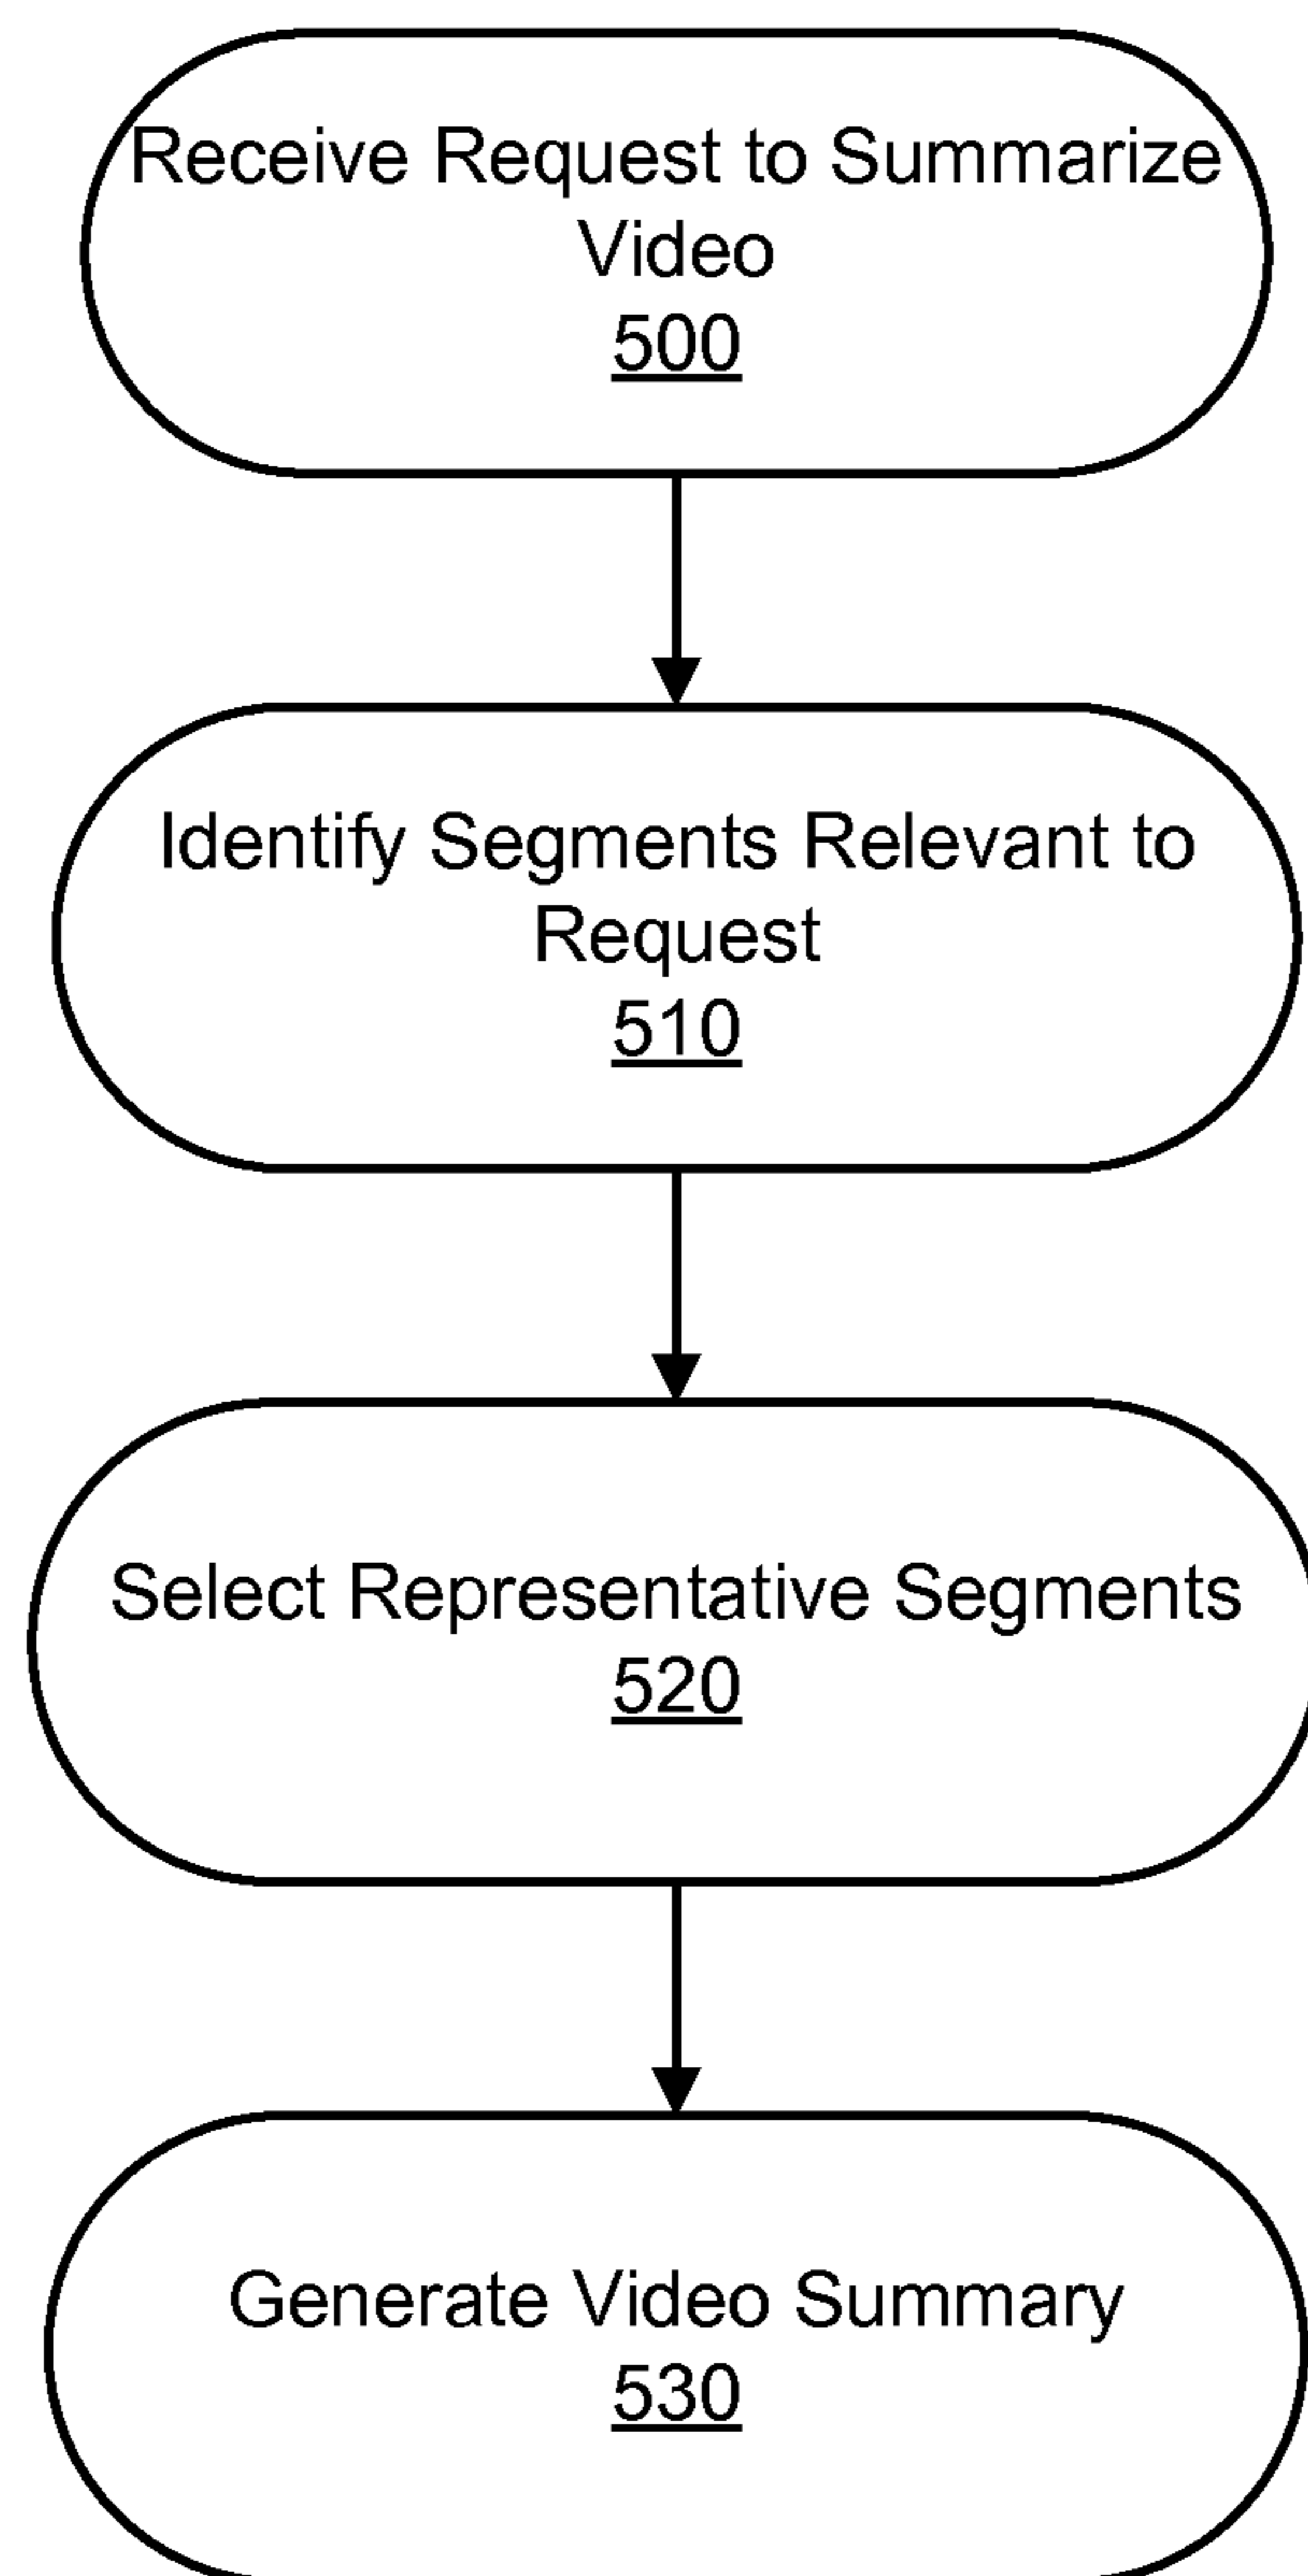 Receive Request to Summarize
Video
500
Identify Segments Relevant to
Request
510
Select Representative Segments
520
Generate Video Summary
530